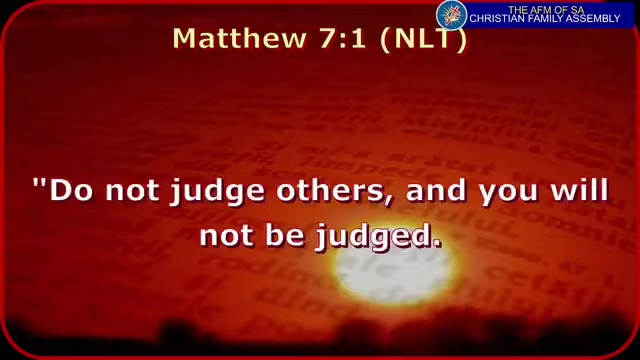 THE AFM OF SA
CHRISTIAN FAMILY ASSEMBLY
Matthew 7:1 (NLT)
"Do not judge others, and you will
not be judged.